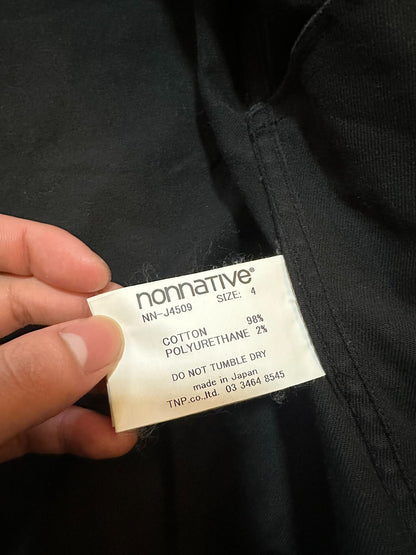 nonnative®
NN-J4509 SIZE: 4
COTTON 98%
POLYURETHANE 2%
DO NOT TUMBLE DRY
made in Japan
TNP.co.,ltd. 03 3464 8545